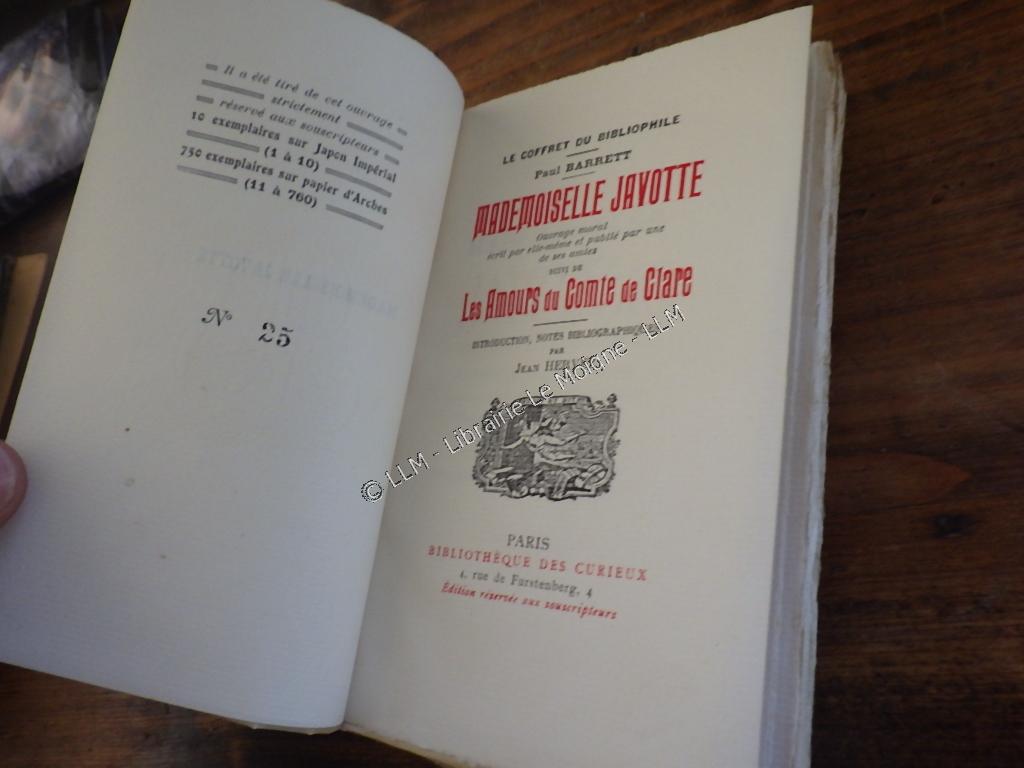 Il a été tiré de cet ouvrage
strictement
réservé aux souscripteurs
10 exemplaires sur Japon Impérial
(1 à 10)
750 exemplaires sur papier d'Arches
(11 à 760)
No 25
LE COFFRET DU BIBLIOPHILE
Paul BARRETT
MADEMOISELLE JAVOTTE
Ouvrage moral
écrit par elle-même et publié par une
de ses amies
SUIVI DE
Les Amours du Comte de Clare
INTRODUCTION, NOTES BIBLIOGRAPHIQUES
PAR
Jean
© LLM - Librairie Le Moigne - LLM
PARIS
BIBLIOTHÈQUE DES CURIEUX
4, rue de Furstenberg, 4
Édition réservée aux souscripteurs